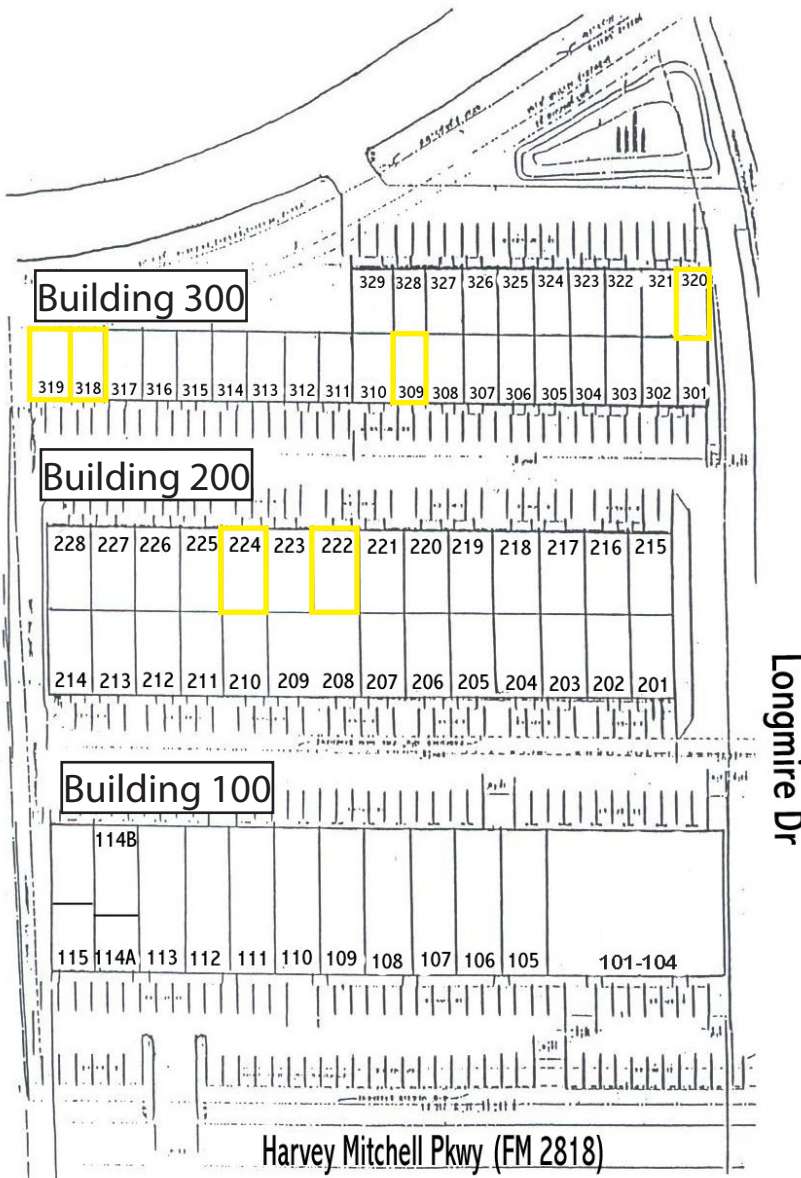 Building 300
329 328 327 326 325 324 323 322 321 320
319 318 317 316 315 314 313 312 311 310 309 308 307 306 305 304 303 302 301
Building 200
228 227 226 225 224 223 222 221 220 219 218 217 216 215
214 213 212 211 210 209 208 207 206 205 204 203 202 201
Longmire Dr
Building 100
114B
115 114A 113 112 111 110 109 108 107 106 105 101-104
Harvey Mitchell Pkwy (FM 2818)